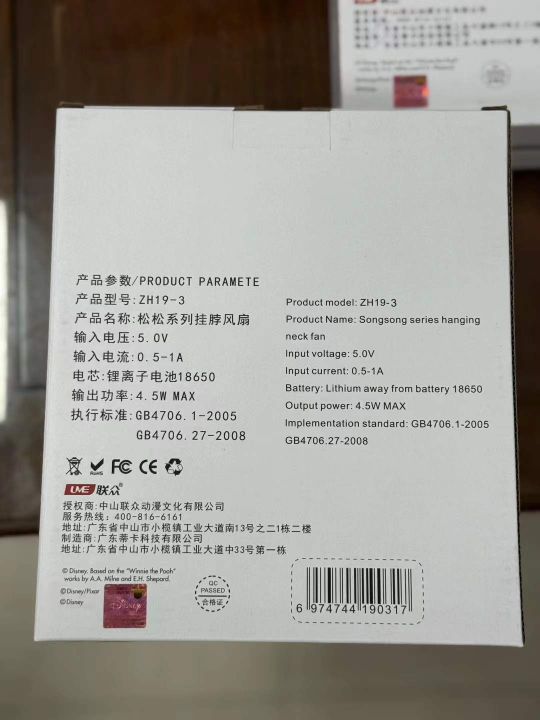 产品参数/PRODUCT PARAMETE
产品型号:ZH19-3
产品名称:松松系列挂脖风扇
输入电压:5.0V
输入电流:0.5-1A
电芯:锂离子电池18650
输出功率:4.5W MAX
执行标准:GB4706.1-2005
GB4706.27-2008
Product model: ZH19-3
Product Name: Songsong series hanging
neck fan
Input voltage: 5.0V
Input current: 0.5-1A
Battery: Lithium away from battery 18650
Output power: 4.5W MAX
Implementation standard: GB4706.1-2005
GB4706.27-2008
RoHS FC CE
LME 联众
授权商:中山联众动漫文化有限公司
服务热线:400-816-6161
地址:广东省中山市小榄镇工业大道南13号之二1栋二楼
制造商:广东蒂卡科技有限公司
地址:广东省中山市小榄镇工业大道中33号第一栋
© Disney. Based on the "Winnie the Pooh"
works by A.A. Milne and E.H. Shepard.
©Disney/Pixar
©Disney
DISNEY
QC
PASSED
合格证
6 974744 190317